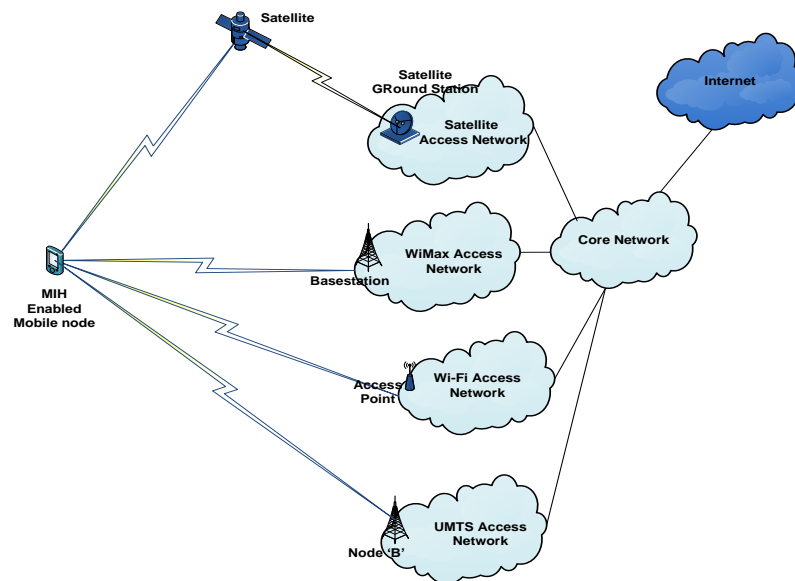 Satellite
Satellite
GRound Station
Satellite
Access Network
Internet
WiMax Access
Network
Basestation
Core Network
MIH
Enabled
Mobile node
Wi-Fi Access
Network
Access
Point
UMTS Access
Network
Node ‘B’